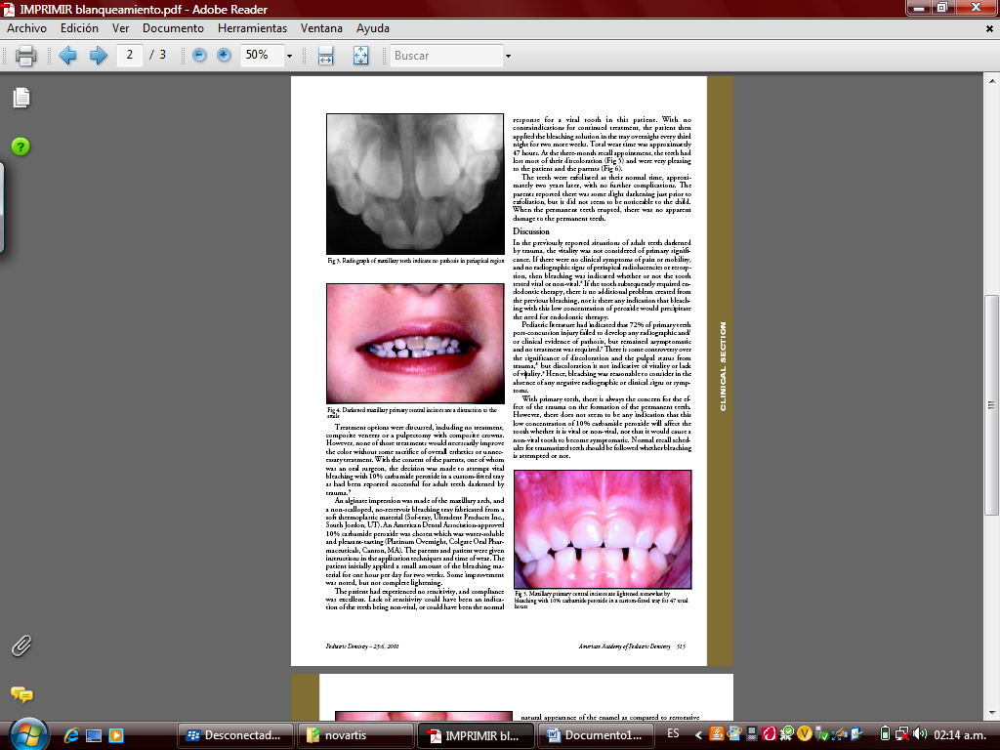 IMPRIMIR blanqueamiento.pdf - Adobe Reader
Archivo Edición Ver Documento Herramientas Ventana Ayuda
2 / 3 50% Buscar
Fig 3. Radiograph of maxillary teeth indicate no pathosis in periapical region
Fig 4. Darkened maxillary primary central incisors are a distraction to the
smile
Treatment options were discussed, including no treatment,
composite veneers or a pulpectomy with composite crowns.
However, none of those treatments would necessarily improve
the color without some sacrifice of overall esthetics or unnec-
essary treatment. With the consent of the parents, one of whom
was an oral surgeon, the decision was made to attempt vital
bleaching with 10% carbamide peroxide in a custom-fitted tray
as had been reported successful for adult teeth darkened by
trauma.
An alginate impression was made of the maxillary arch, and
a non-scalloped, no-reservoir bleaching tray fabricated from a
soft thermoplastic material (Sof-tray, Ultradent Products Inc.,
South Jordon, UT). An American Dental Association-approved
10% carbamide peroxide was chosen which was water-soluble
and pleasant-tasting (Platinum Overnight, Colgate Oral Phar-
maceuticals, Canton, MA). The parents and patient were given
instructions in the application techniques and time of wear. The
patient initially applied a small amount of the bleaching ma-
terial for one hour per day for two weeks. Some improvement
was noted, but not complete lightening.
The patient had experienced no sensitivity, and compliance
was excellent. Lack of sensitivity could have been an indica-
tion of the teeth being non-vital, or could have been the normal
response for a vital tooth in this patient. With no
contraindications for continued treatment, the patient then
applied the bleaching solution in the tray overnight every third
night for two more weeks. Total wear time was approximately
47 hours. At the three-month recall appointment, the teeth had
lost most of their discoloration (Fig 5) and were very pleasing
to the patient and the parents (Fig 6).
The teeth were exfoliated at their normal time, approxi-
mately two years later, with no further complications. The
parents reported there was some slight darkening just prior to
exfoliation, but it did not seem to be noticeable to the child.
When the permanent teeth erupted, there was no apparent
damage to the permanent teeth.
Discussion
In the previously reported situations of adult teeth darkened
by trauma, the vitality was not considered of primary signifi-
cance. If there were no clinical symptoms of pain or mobility,
and no radiographic signs of periapical radiolucencies or resorp-
tion, then bleaching was indicated whether or not the tooth
tested vital or non-vital. If the tooth subsequently required en-
dodontic therapy, there is no additional problem created from
the previous bleaching, nor is there any indication that bleach-
ing with this low concentration of peroxide would precipitate
the need for endodontic therapy.
Pediatric literature had indicated that 72% of primary teeth
post-concussion injury failed to develop any radiographic and/
or clinical evidence of pathosis, but remained asymptomatic
and no treatment was required. There is some controversy over
the significance of discoloration and the pulpal status from
trauma, but discoloration is not indicative of vitality or lack
of vitality. Hence, bleaching was reasonable to consider in the
absence of any negative radiographic or clinical signs or symp-
toms.
With primary teeth, there is always the concern for the ef-
fect of the trauma on the formation of the permanent teeth.
However, there does not seem to be any indication that this
low concentration of 10% carbamide peroxide will affect the
tooth whether it is vital or non-vital, nor that it would cause a
non-vital tooth to become symptomatic. Normal recall sched-
ules for traumatized teeth should be followed whether bleaching
is attempted or not.
Fig 5. Maxillary primary central incisors are lightened somewhat by
bleaching with 10% carbamide peroxide in a custom-fitted tray for 47 total
hours
CLINICAL SECTION
Pediatric Dentistry – 23:6, 2001
American Academy of Pediatric Dentistry 515
natural appearance of the enamel as compared to restorative
Desconectad... novartis IMPRIMIR bl... Documento1... ES 02:14 a.m.